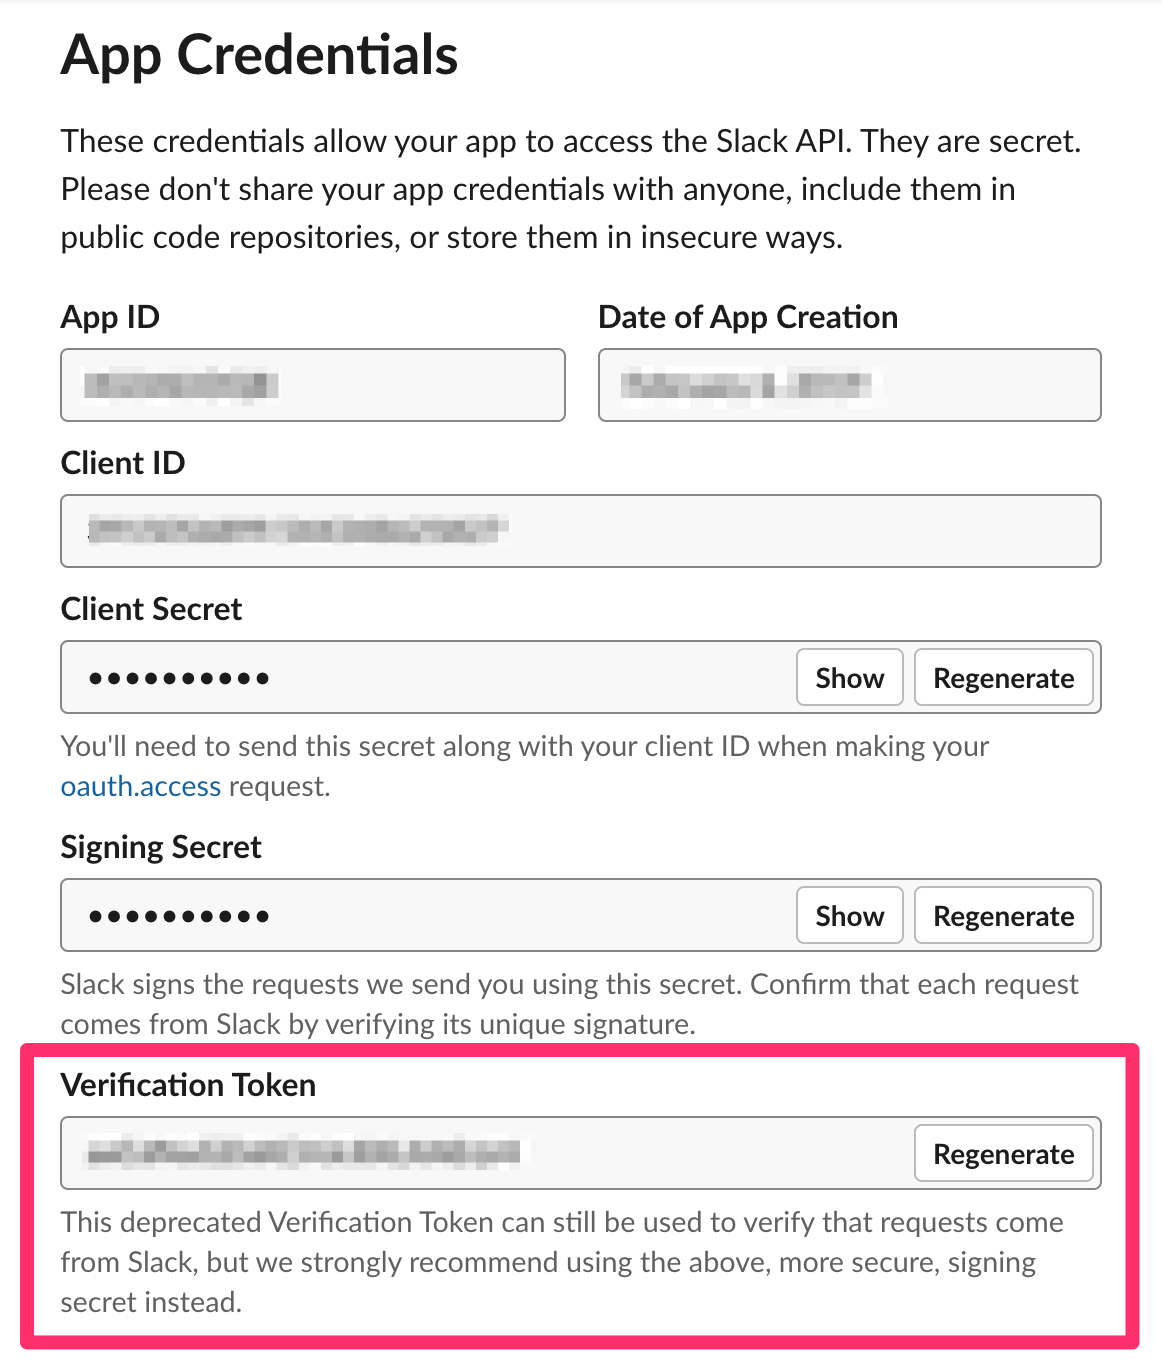 App Credentials
These credentials allow your app to access the Slack API. They are secret.
Please don't share your app credentials with anyone, include them in
public code repositories, or store them in insecure ways.
App ID
Date of App Creation
Client ID
Client Secret
••••••••••
Show
Regenerate
You'll need to send this secret along with your client ID when making your
oauth.access request.
Signing Secret
••••••••••
Show
Regenerate
Slack signs the requests we send you using this secret. Confirm that each request
comes from Slack by verifying its unique signature.
Verification Token
Regenerate
This deprecated Verification Token can still be used to verify that requests come
from Slack, but we strongly recommend using the above, more secure, signing
secret instead.